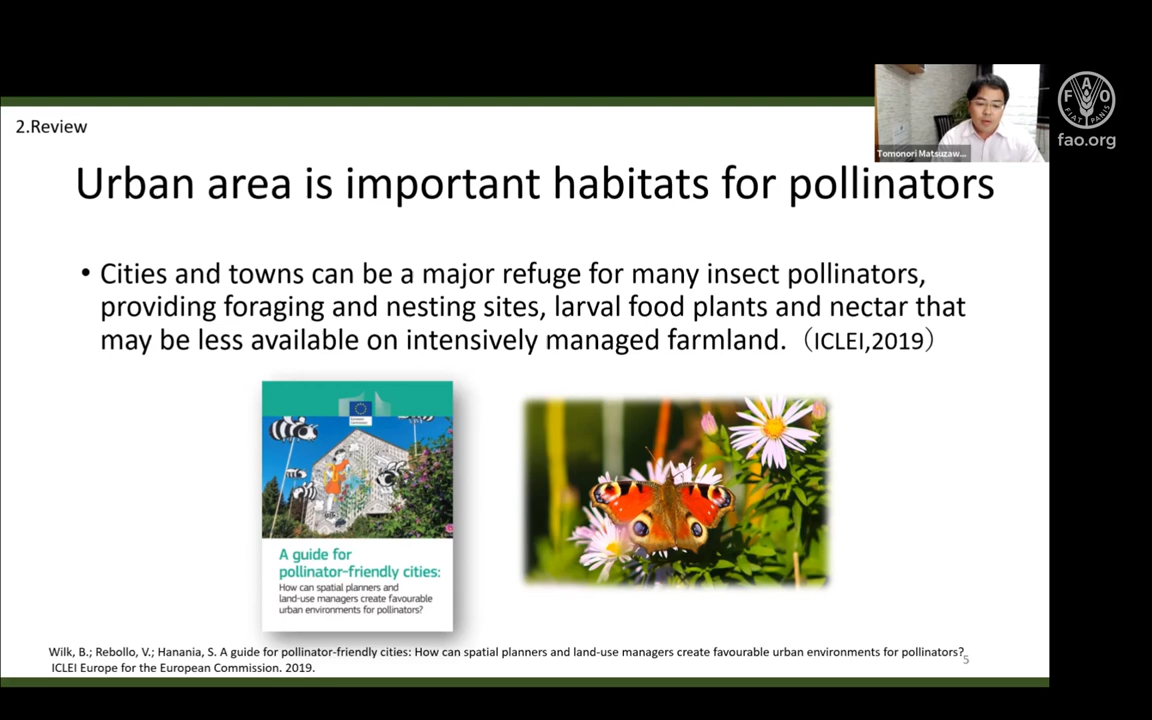 2.Review
Tomonori Matsuzaw...
F A O
FIAT PANIS
fao.org
Urban area is important habitats for pollinators
• Cities and towns can be a major refuge for many insect pollinators,
providing foraging and nesting sites, larval food plants and nectar that
may be less available on intensively managed farmland.（ICLEI,2019）
A guide for
pollinator-friendly cities:
How can spatial planners and
land-use managers create favourable
urban environments for pollinators?
Wilk, B.; Rebollo, V.; Hanania, S. A guide for pollinator-friendly cities: How can spatial planners and land-use managers create favourable urban environments for pollinators?
ICLEI Europe for the European Commission. 2019.
5